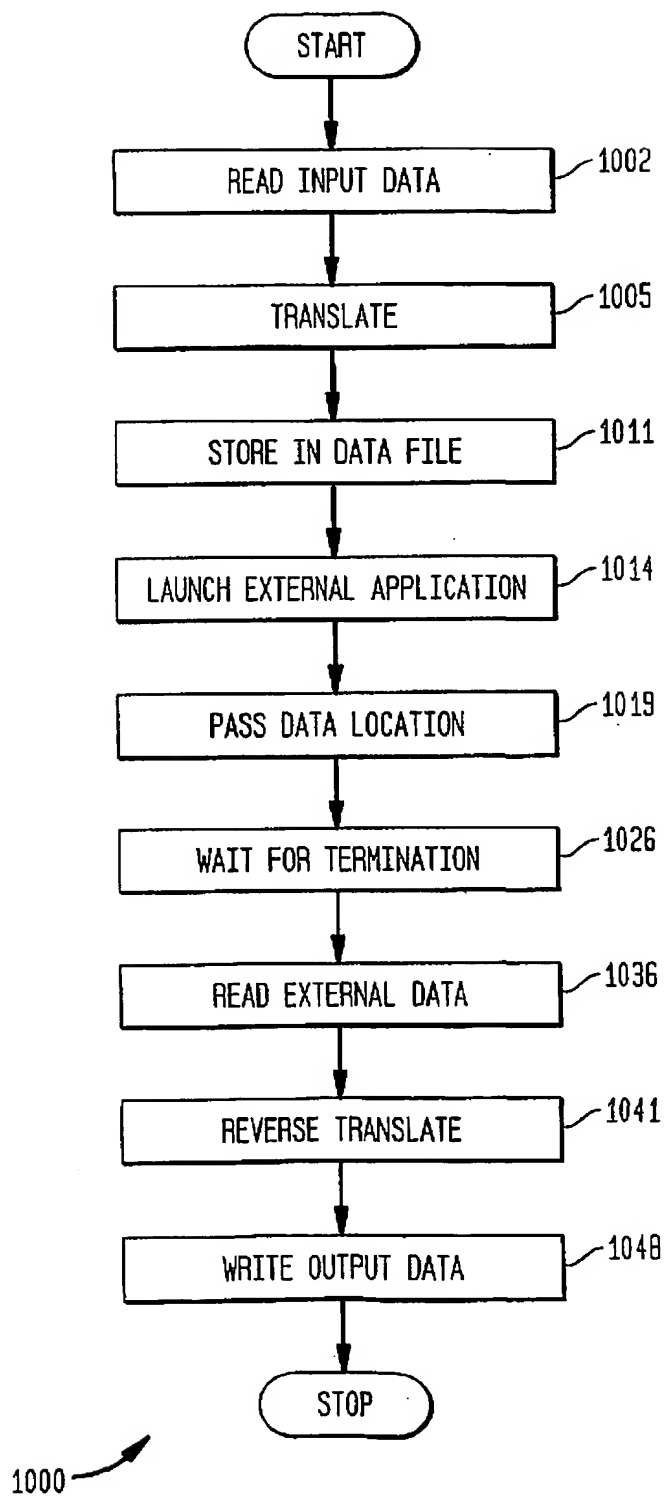 START
READ INPUT DATA
1002
TRANSLATE
1005
STORE IN DATA FILE
1011
LAUNCH EXTERNAL APPLICATION
1014
PASS DATA LOCATION
1019
WAIT FOR TERMINATION
1026
READ EXTERNAL DATA
1036
REVERSE TRANSLATE
1041
WRITE OUTPUT DATA
1048
STOP
1000